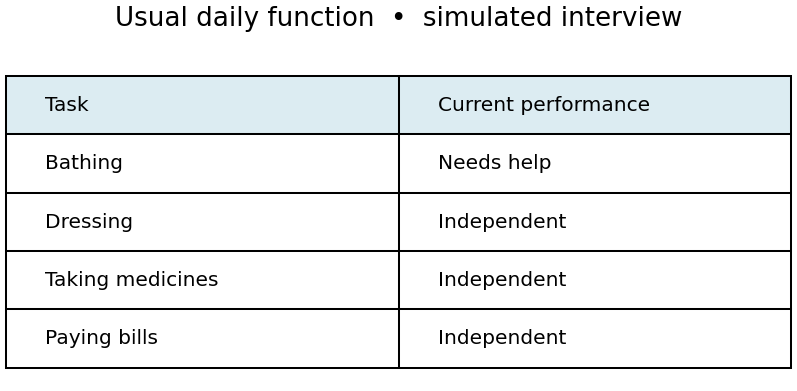 Usual daily function • simulated interview
Task Current performance
Bathing Needs help
Dressing Independent
Taking medicines Independent
Paying bills Independent